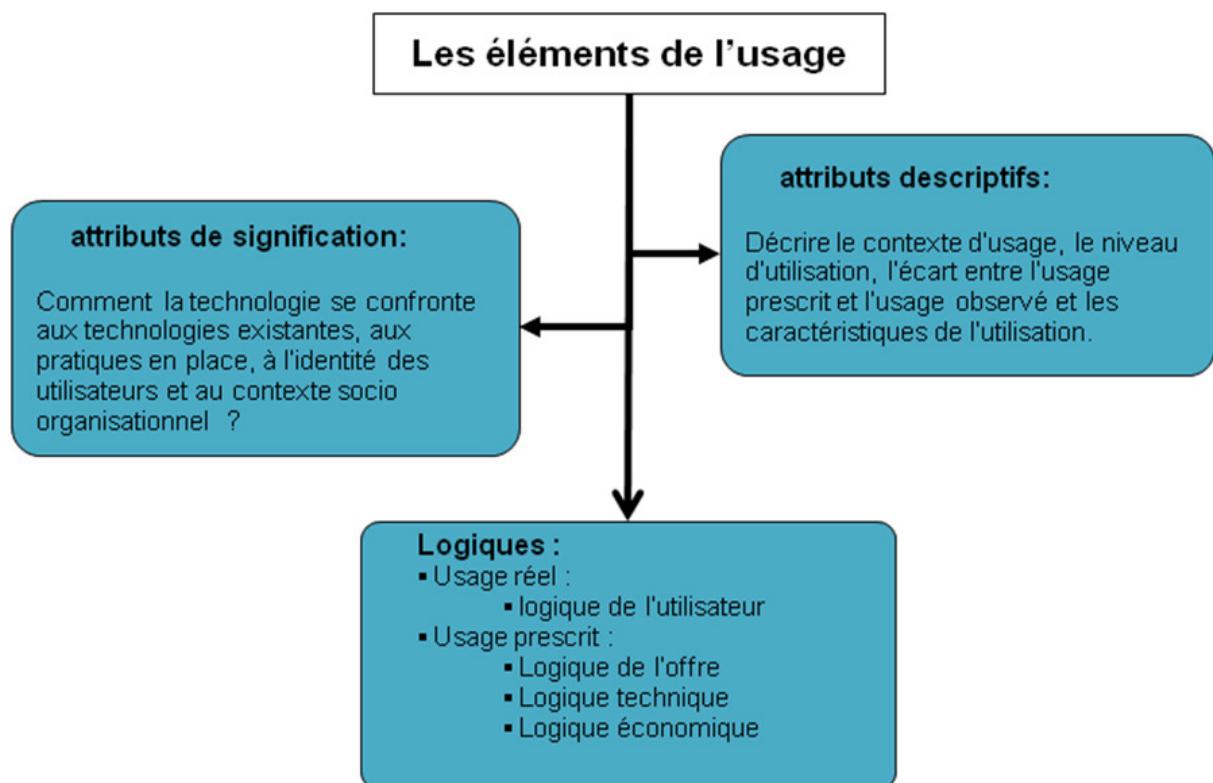 Les éléments de l'usage
attributs descriptifs:
Décrire le contexte d'usage, le niveau
d'utilisation, l'écart entre l'usage
prescrit et l'usage observé et les
caractéristiques de l'utilisation.
attributs de signification:
Comment la technologie se confronte
aux technologies existantes, aux
pratiques en place, à l'identité des
utilisateurs et au contexte socio
organisationnel ?
Logiques :
▪ Usage réel :
▪ logique de l'utilisateur
▪ Usage prescrit :
▪ Logique de l'offre
▪ Logique technique
▪ Logique économique